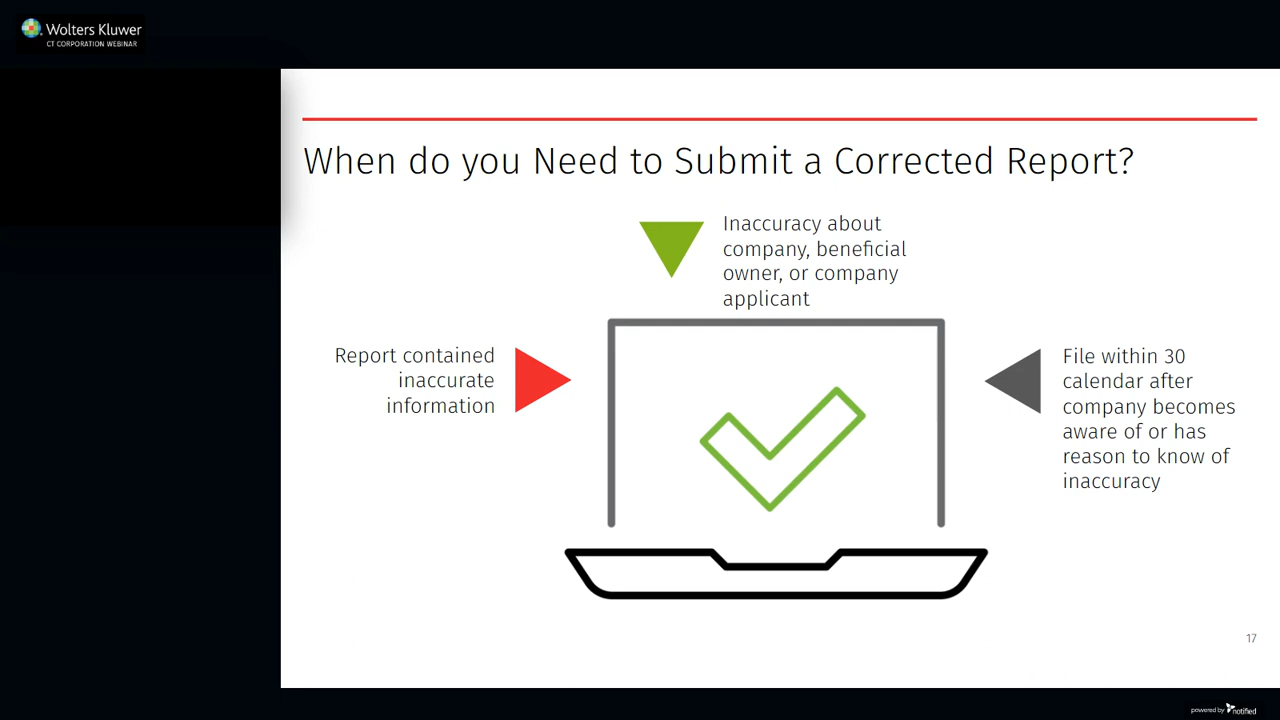 Wolters Kluwer
CT CORPORATION WEBINAR
When do you Need to Submit a Corrected Report?
Inaccuracy about
company, beneficial
owner, or company
applicant
Report contained
inaccurate
information
File within 30
calendar after
company becomes
aware of or has
reason to know of
inaccuracy
17
powered by notified